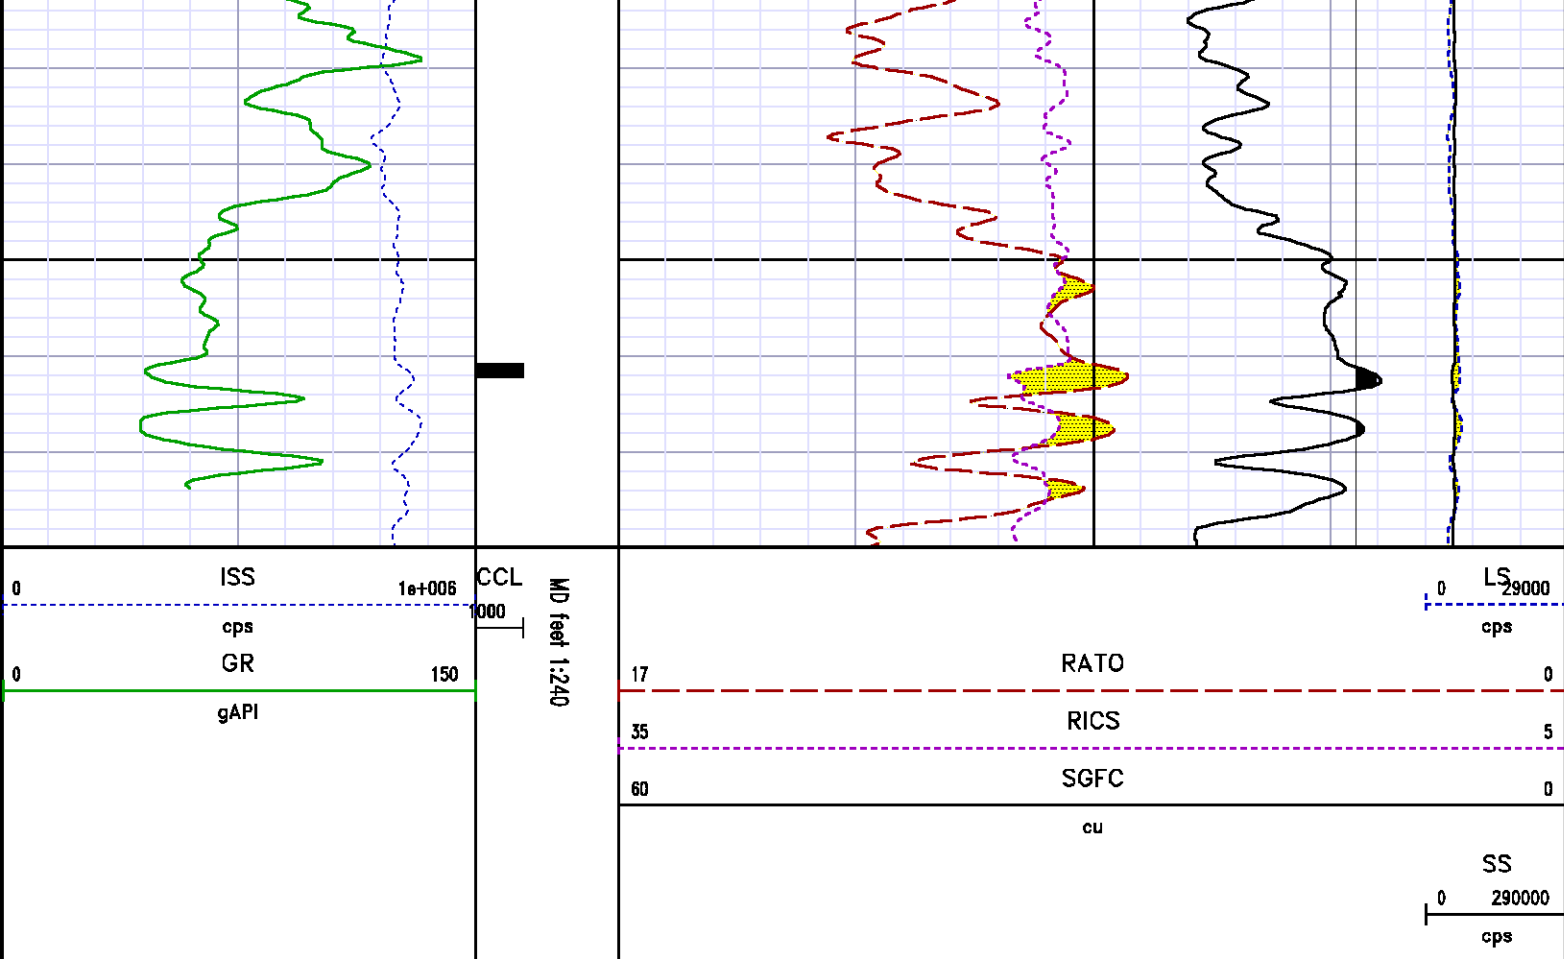 ISS
0 1e+006
cps
GR
0 150
gAPI
CCL
1000
MD feet 1:240
LS
0 29000
cps
RATO
17 0
RICS
35 5
SGFC
60 0
cu
SS
0 290000
cps